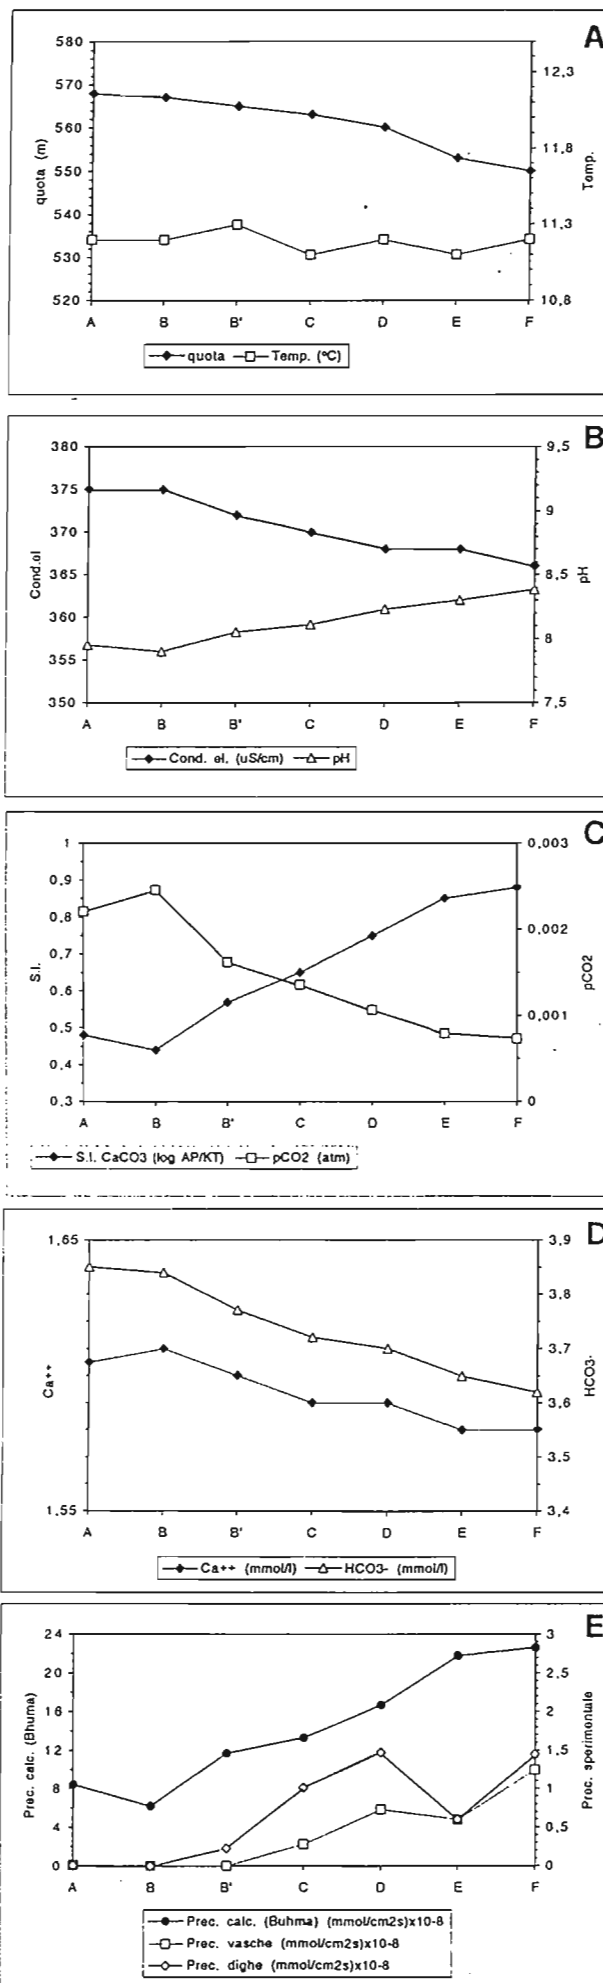 A
580
570
560
550
540
530
520
quota (m)
12,3
11,8
11,3
10,8
Temp.
A B B' C D E F
quota Temp. (°C)
B
380
375
370
365
360
355
350
Cond.el
9,5
9
8,5
8
7,5
pH
A B B' C D E F
Cond. el. (uS/cm) pH
C
1
0,9
0,8
0,7
0,6
0,5
0,4
0,3
S.I.
0,003
0,002
0,001
0
pCO2
A B B' C D E F
S.I. CaCO3 (log AP/KT) pCO2 (atm)
D
1,65
1,55
Ca++
3,9
3,8
3,7
3,6
3,5
3,4
HCO3-
A B B' C D E F
Ca++ (mmol/l) HCO3- (mmol/l)
E
24
20
16
12
8
4
0
Prec. calc. (Bhuma)
3
2,5
2
1,5
1
0,5
0
Prec. sperimentale
A B B' C D E F
Prec. calc. (Buhma) (mmol/cm2s)x10-8
Prec. vasche (mmol/cm2s)x10-8
Prec. dighe (mmol/cm2s)x10-8